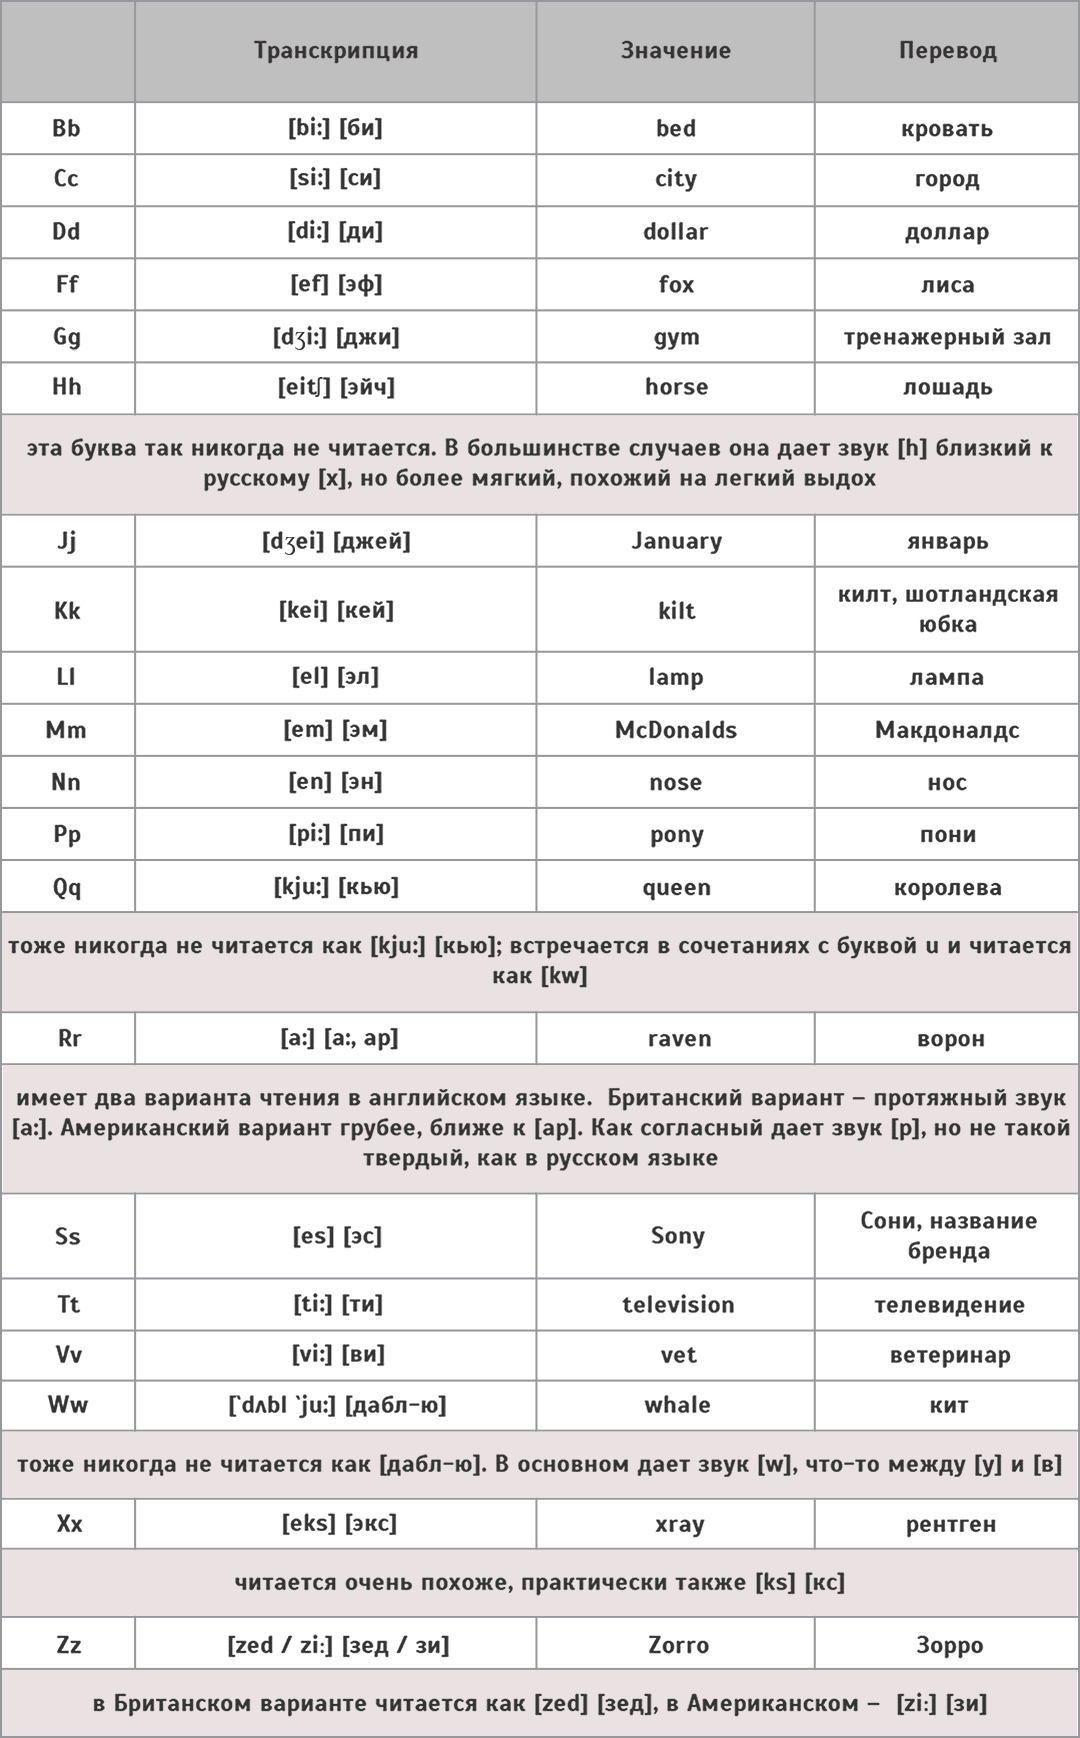 Транскрипция Значение Перевод
Bb [bi:] [би] bed кровать
Cc [si:] [си] city город
Dd [di:] [ди] dollar доллар
Ff [ef] [эф] fox лиса
Gg [dʒi:] [джи] gym тренажерный зал
Hh [eitʃ] [эйч] horse лошадь
эта буква так никогда не читается. В большинстве случаев она дает звук [h] близкий к
русскому [х], но более мягкий, похожий на легкий выдох
Jj [dʒei] [джей] January январь
Kk [kei] [кей] kilt килт, шотландская
юбка
Ll [el] [эл] lamp лампа
Mm [em] [эм] McDonalds Макдоналдс
Nn [en] [эн] nose нос
Pp [pi:] [пи] pony пони
Qq [kju:] [кью] queen королева
тоже никогда не читается как [kju:] [кью]; встречается в сочетаниях с буквой u и читается
как [kw]
Rr [a:] [а:, ар] raven ворон
имеет два варианта чтения в английском языке. Британский вариант – протяжный звук
[а:]. Американский вариант грубее, ближе к [ар]. Как согласный дает звук [р], но не такой
твердый, как в русском языке
Ss [es] [эс] Sony Сони, название
бренда
Tt [ti:] [ти] television телевидение
Vv [vi:] [ви] vet ветеринар
Ww [`dʌbl `ju:] [дабл-ю] whale кит
тоже никогда не читается как [дабл-ю]. В основном дает звук [w], что-то между [у] и [в]
Xx [eks] [экс] xray рентген
читается очень похоже, практически также [ks] [кс]
Zz [zed / zi:] [зед / зи] Zorro Зорро
в Британском варианте читается как [zed] [зед], в Американском – [zi:] [зи]